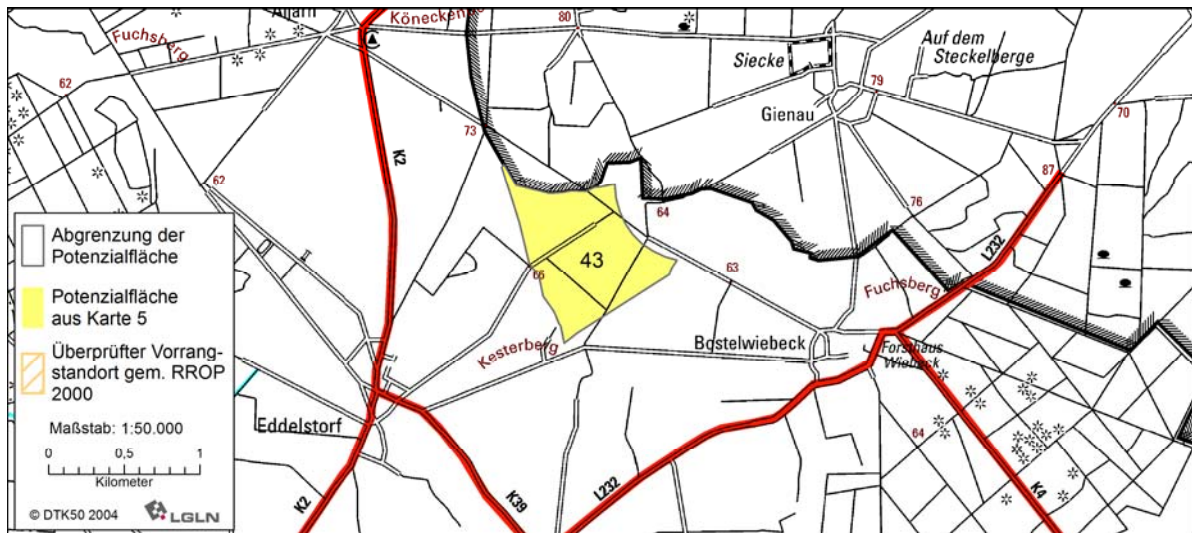 Köneckend
80
Fuchsberg
Auf dem
Steckelberge
Siecke
62
79
70
Gienau
73
K2
87
62
76
64
L232
Abgrenzung der
Potenzialfläche
43
66
63
Fuchsberg
Potenzialfläche
aus Karte 5
Kesterberg
Bostelwiebeck
Forsthaus
Wiebeck
Überprüfter Vorrang-
standort gem. RROP
2000
Maßstab: 1:50.000
Eddelstorf
64
0 0,5 1
Kilometer
K2
K39
L232
K4
© DTK50 2004 LGLN